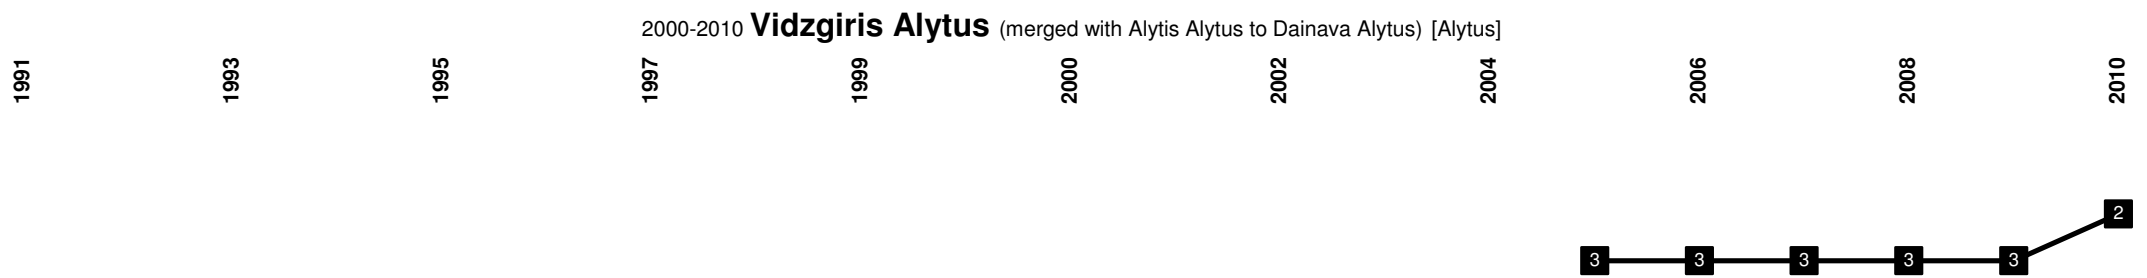 2000-2010 Vidzgiris Alytus (merged with Alytis Alytus to Dainava Alytus) [Alytus]
1991 1993 1995 1997 1999 2000 2002 2004 2006 2008 2010
2
3 3 3 3 3